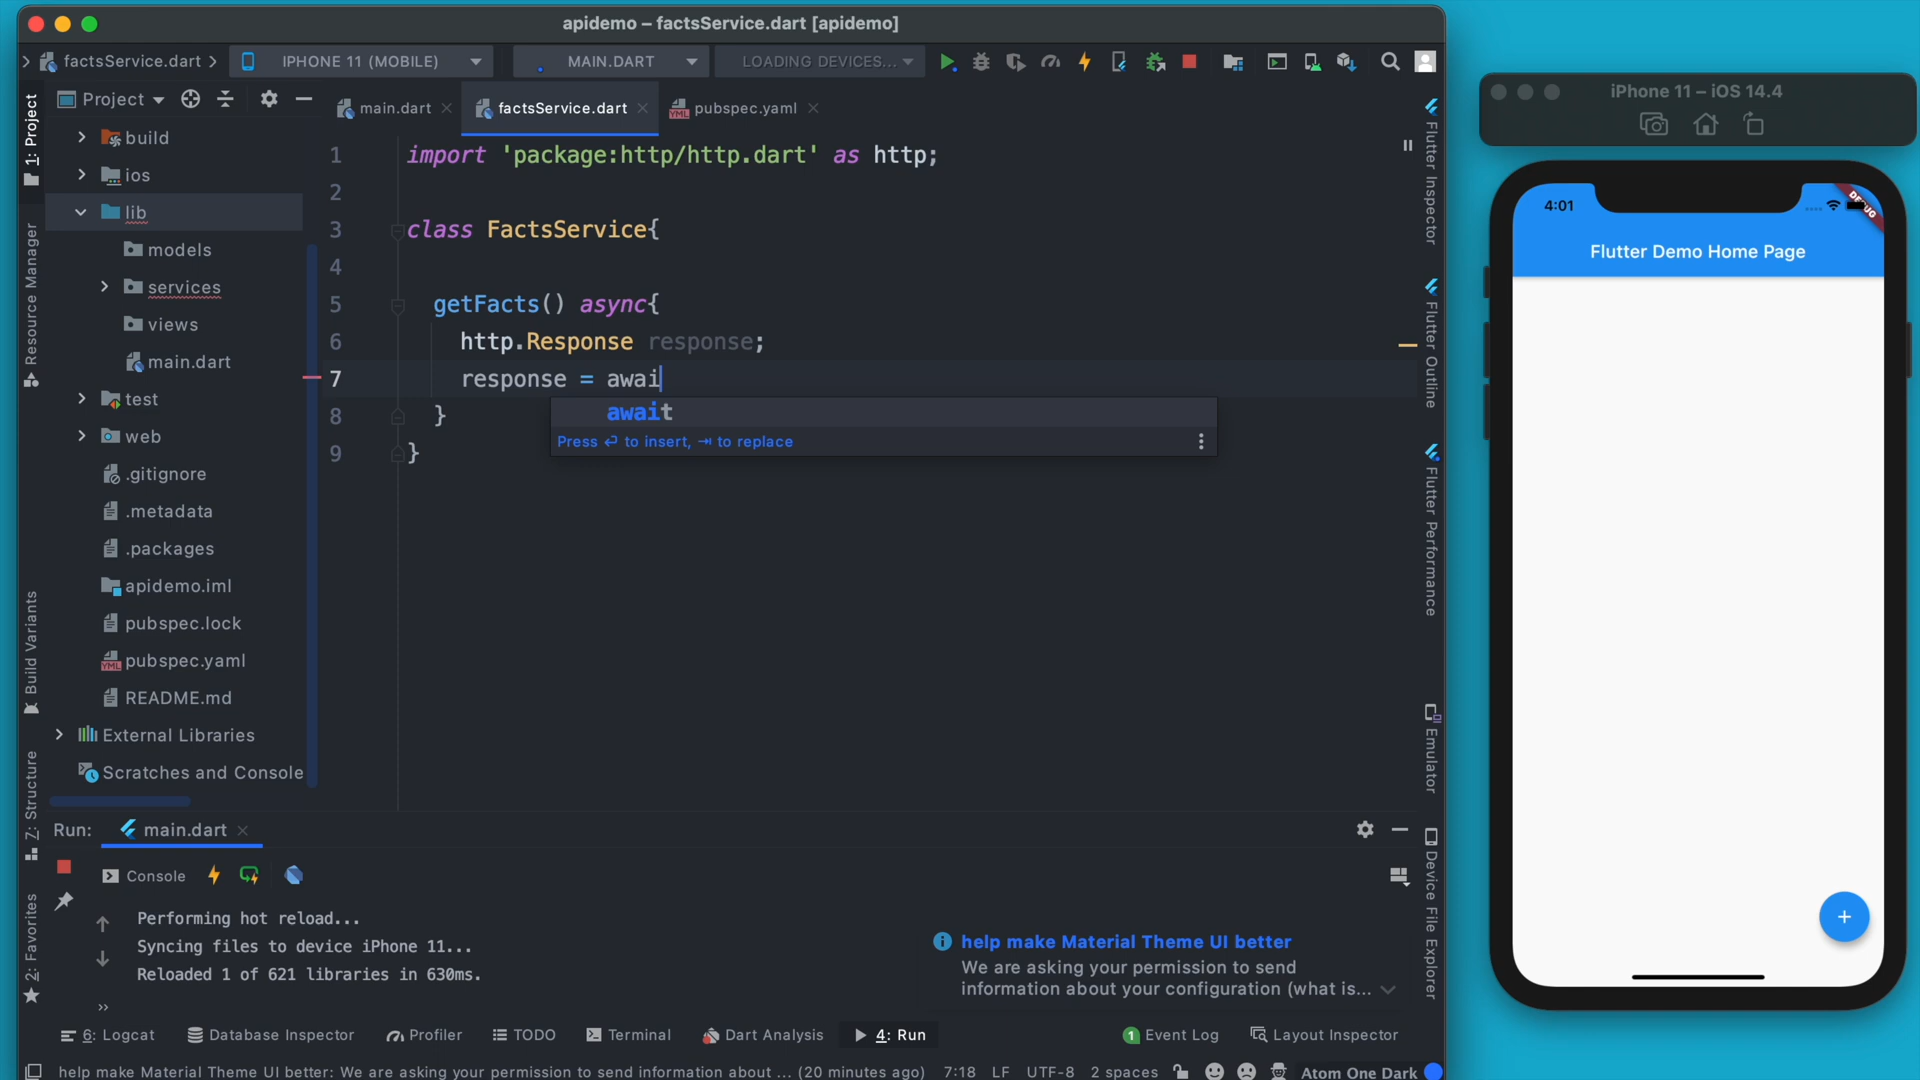 apidemo – factsService.dart [apidemo]
factsService.dart
IPHONE 11 (MOBILE)
MAIN.DART
LOADING DEVICES...
Project
main.dart
factsService.dart
pubspec.yaml
1: Project
Resource Manager
Build Variants
7: Structure
2: Favorites
build
ios
lib
models
services
views
main.dart
test
web
.gitignore
.metadata
.packages
apidemo.iml
pubspec.lock
YML pubspec.yaml
README.md
External Libraries
Scratches and Console
1 import 'package:http/http.dart' as http;
2
3 class FactsService{
4
5 getFacts() async{
6 http.Response response;
7 response = awai
8 }
9 }
await
Press ⏎ to insert, ⇥ to replace
Flutter Inspector
Flutter Outline
Flutter Performance
Emulator
Device File Explorer
Run: main.dart
Console
Performing hot reload...
Syncing files to device iPhone 11...
Reloaded 1 of 621 libraries in 630ms.
help make Material Theme UI better
We are asking your permission to send
information about your configuration (what is...
6: Logcat
Database Inspector
Profiler
TODO
Terminal
Dart Analysis
4: Run
1 Event Log
Layout Inspector
help make Material Theme UI better: We are asking your permission to send information about ... (20 minutes ago)
7:18 LF UTF-8 2 spaces
Atom One Dark
iPhone 11 – iOS 14.4
4:01
DEBUG
Flutter Demo Home Page
+